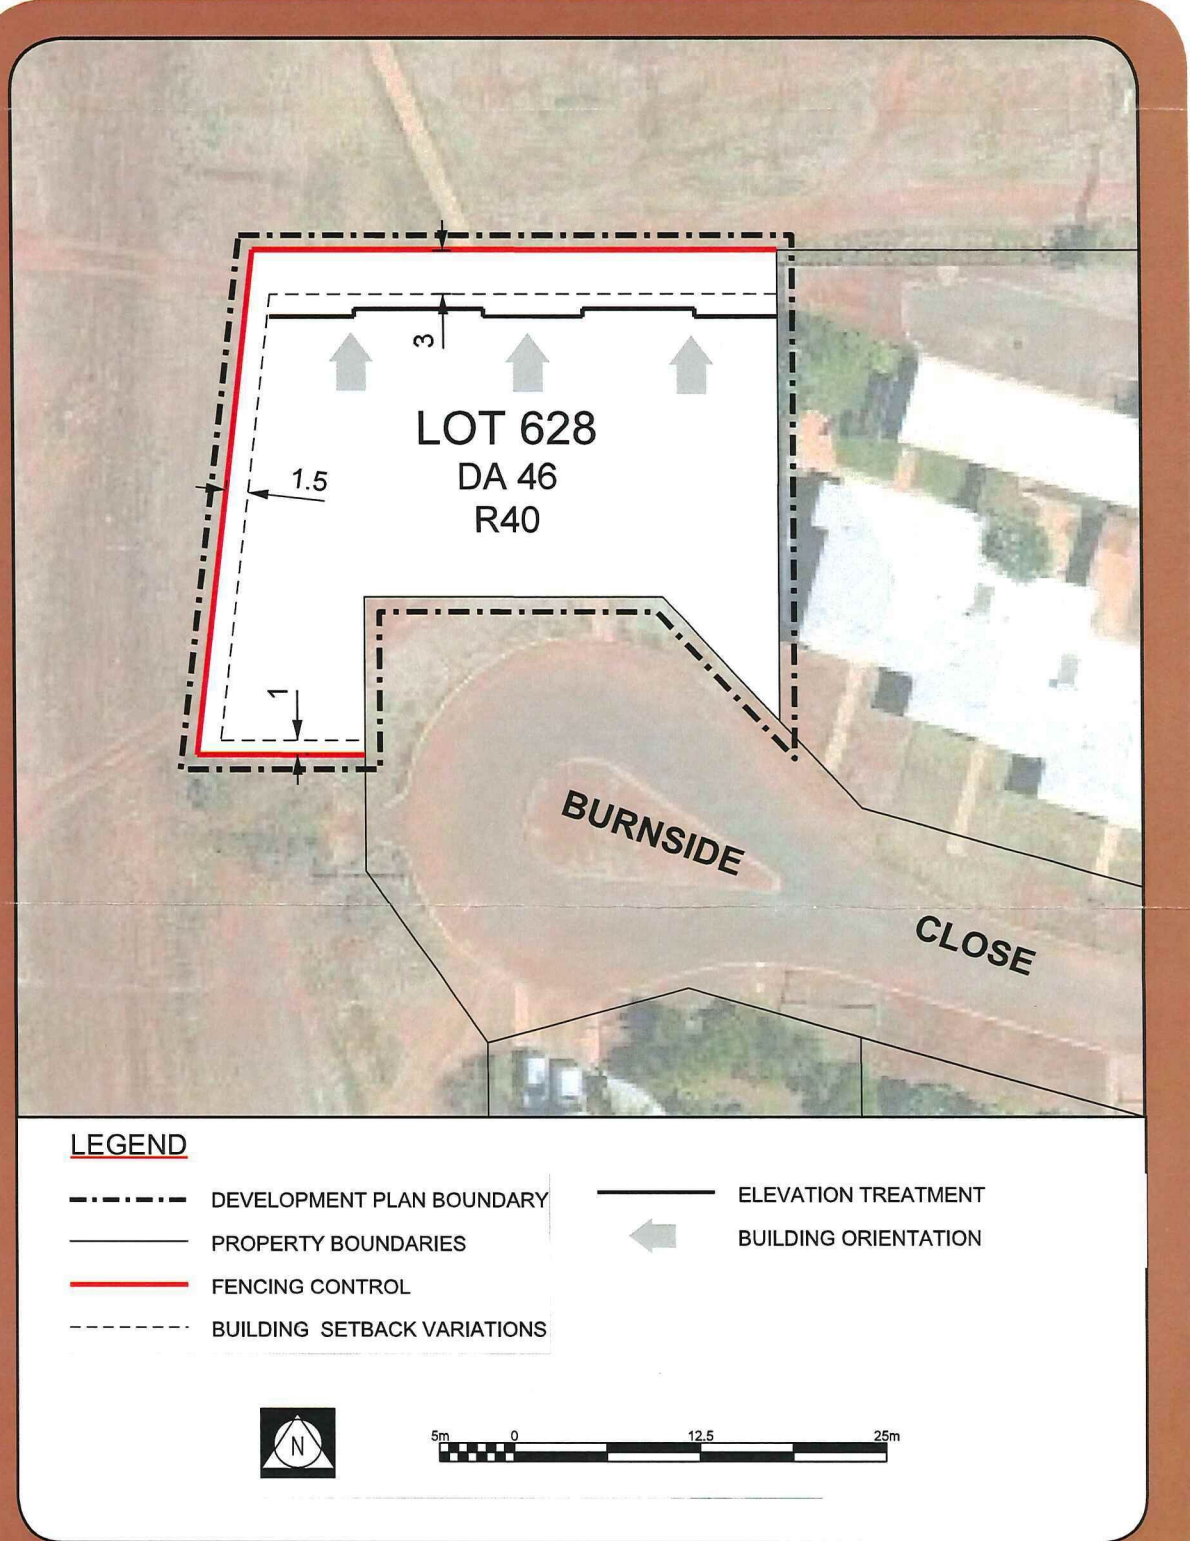 3
LOT 628
DA 46
R40
1.5
1
BURNSIDE
CLOSE
LEGEND
DEVELOPMENT PLAN BOUNDARY
PROPERTY BOUNDARIES
FENCING CONTROL
BUILDING SETBACK VARIATIONS
ELEVATION TREATMENT
BUILDING ORIENTATION
N
5m 0 12.5 25m